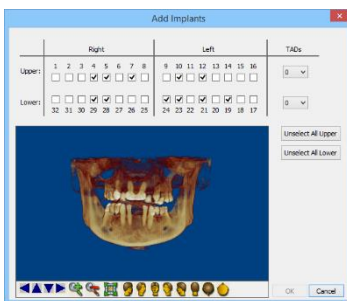 Add Implants
Right Left TADs
1 2 3 4 5 6 7 8 9 10 11 12 13 14 15 16
Upper: 0
Lower: 0
32 31 30 29 28 27 26 25 24 23 22 21 20 19 18 17
Unselect All Upper
Unselect All Lower
OK Cancel